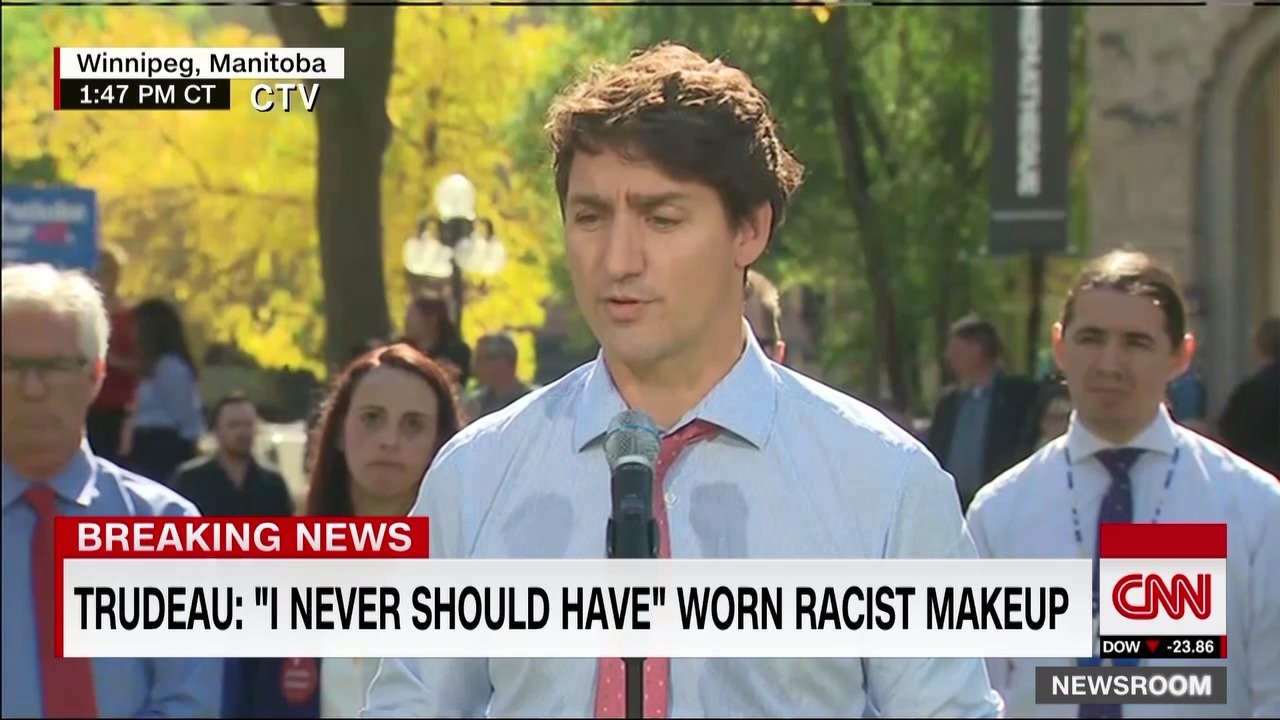 Winnipeg, Manitoba
1:47 PM CT
CTV
BREAKING NEWS
TRUDEAU: "I NEVER SHOULD HAVE" WORN RACIST MAKEUP
CNN
DOW ▼ -23.86
NEWSROOM